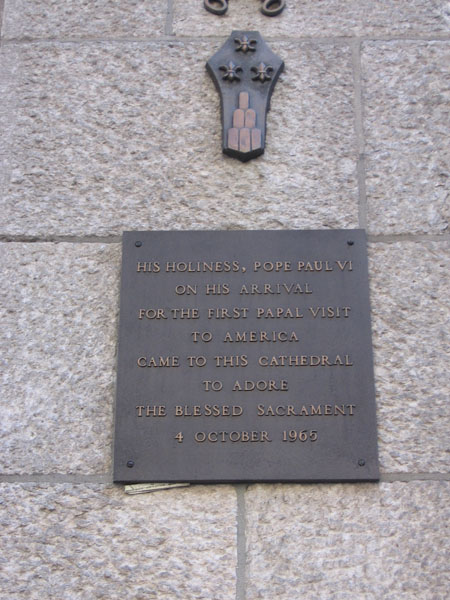 HIS HOLINESS, POPE PAUL VI
ON HIS ARRIVAL
FOR THE FIRST PAPAL VISIT
TO AMERICA
CAME TO THIS CATHEDRAL
TO ADORE
THE BLESSED SACRAMENT
4 OCTOBER 1965